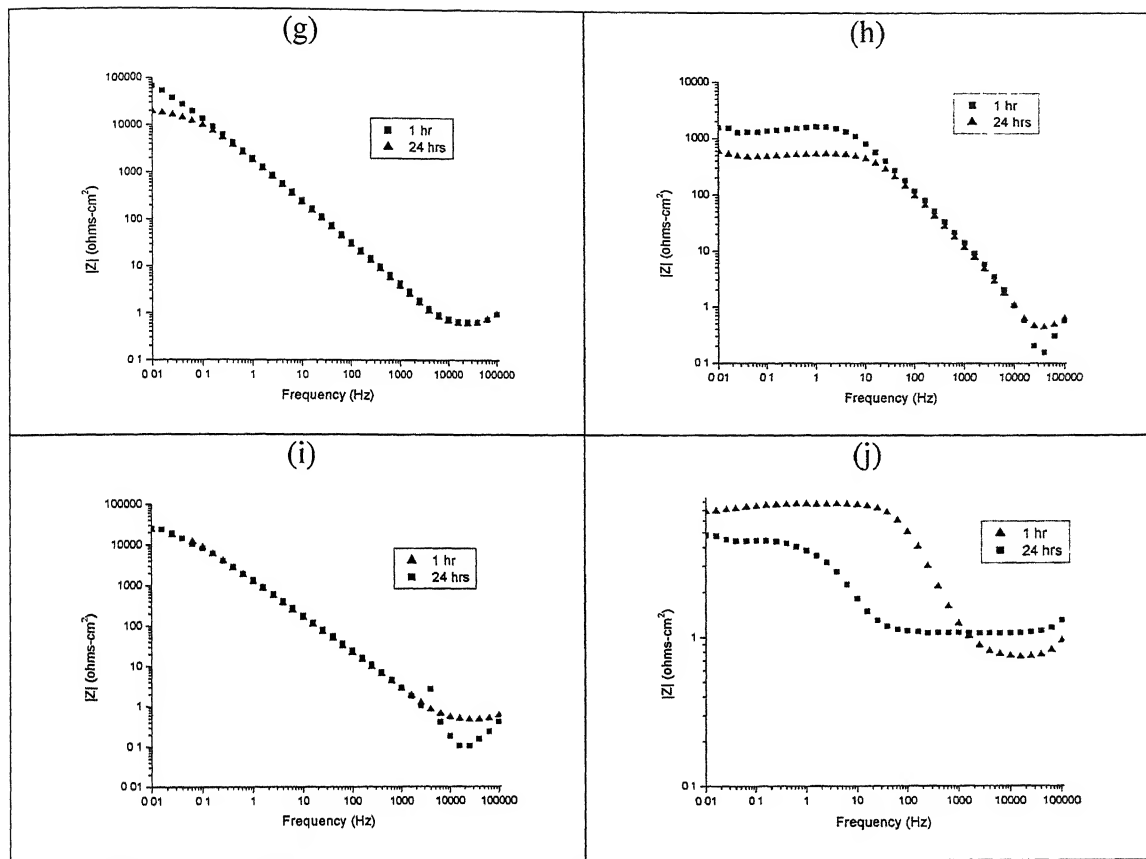 (g)
100000
10000
1000
100
10
1
0 1
|Z| (ohms-cm²)
1 hr
24 hrs
0 01 0 1 1 10 100 1000 10000 100000
Frequency (Hz)
(h)
10000
1000
100
10
1
0 1
|Z| (ohms-cm²)
1 hr
24 hrs
0 01 0 1 1 10 100 1000 10000 100000
Frequency (Hz)
(i)
100000
10000
1000
100
10
1
0 1
0 01
|Z| (ohms-cm²)
1 hr
24 hrs
0 01 0 1 1 10 100 1000 10000 100000
Frequency (Hz)
(j)
1
0 1
|Z| (ohms-cm²)
1 hr
24 hrs
0 01 0 1 1 10 100 1000 10000 100000
Frequency (Hz)